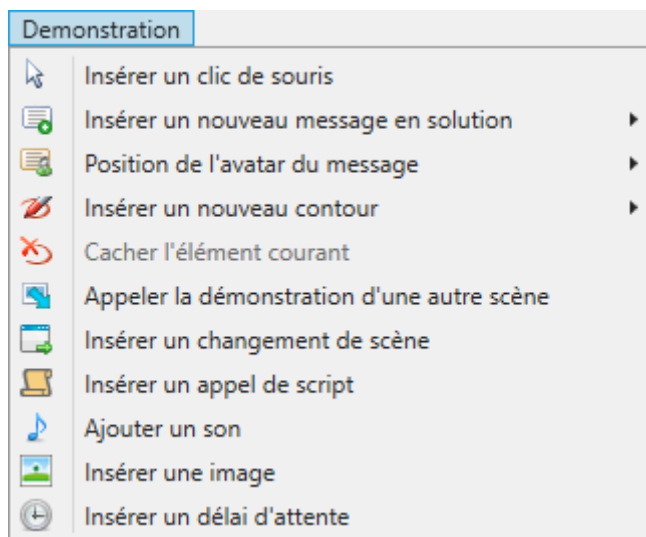 Demonstration
Insérer un clic de souris
Insérer un nouveau message en solution
Position de l'avatar du message
Insérer un nouveau contour
Cacher l'élément courant
Appeler la démonstration d'une autre scène
Insérer un changement de scène
Insérer un appel de script
Ajouter un son
Insérer une image
Insérer un délai d'attente